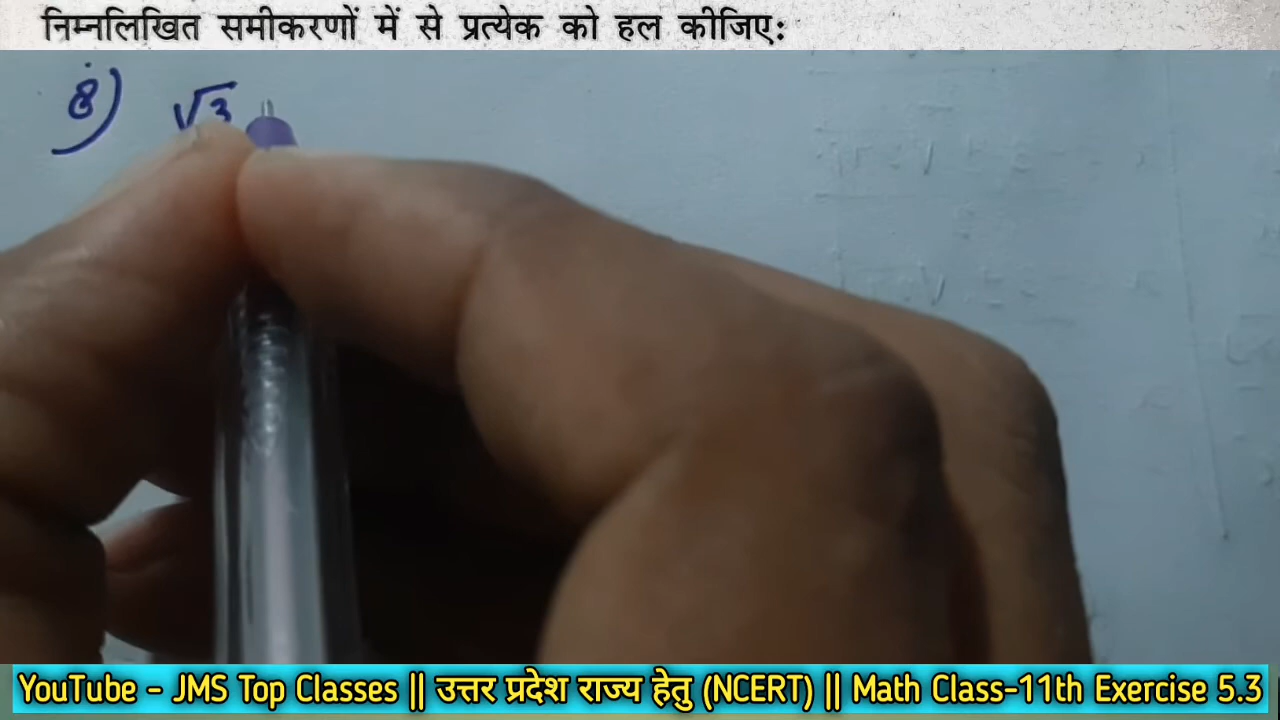 निम्नलिखित समीकरणों में से प्रत्येक को हल कीजिए:
8) √3
YouTube - JMS Top Classes || उत्तर प्रदेश राज्य हेतु (NCERT) || Math Class-11th Exercise 5.3